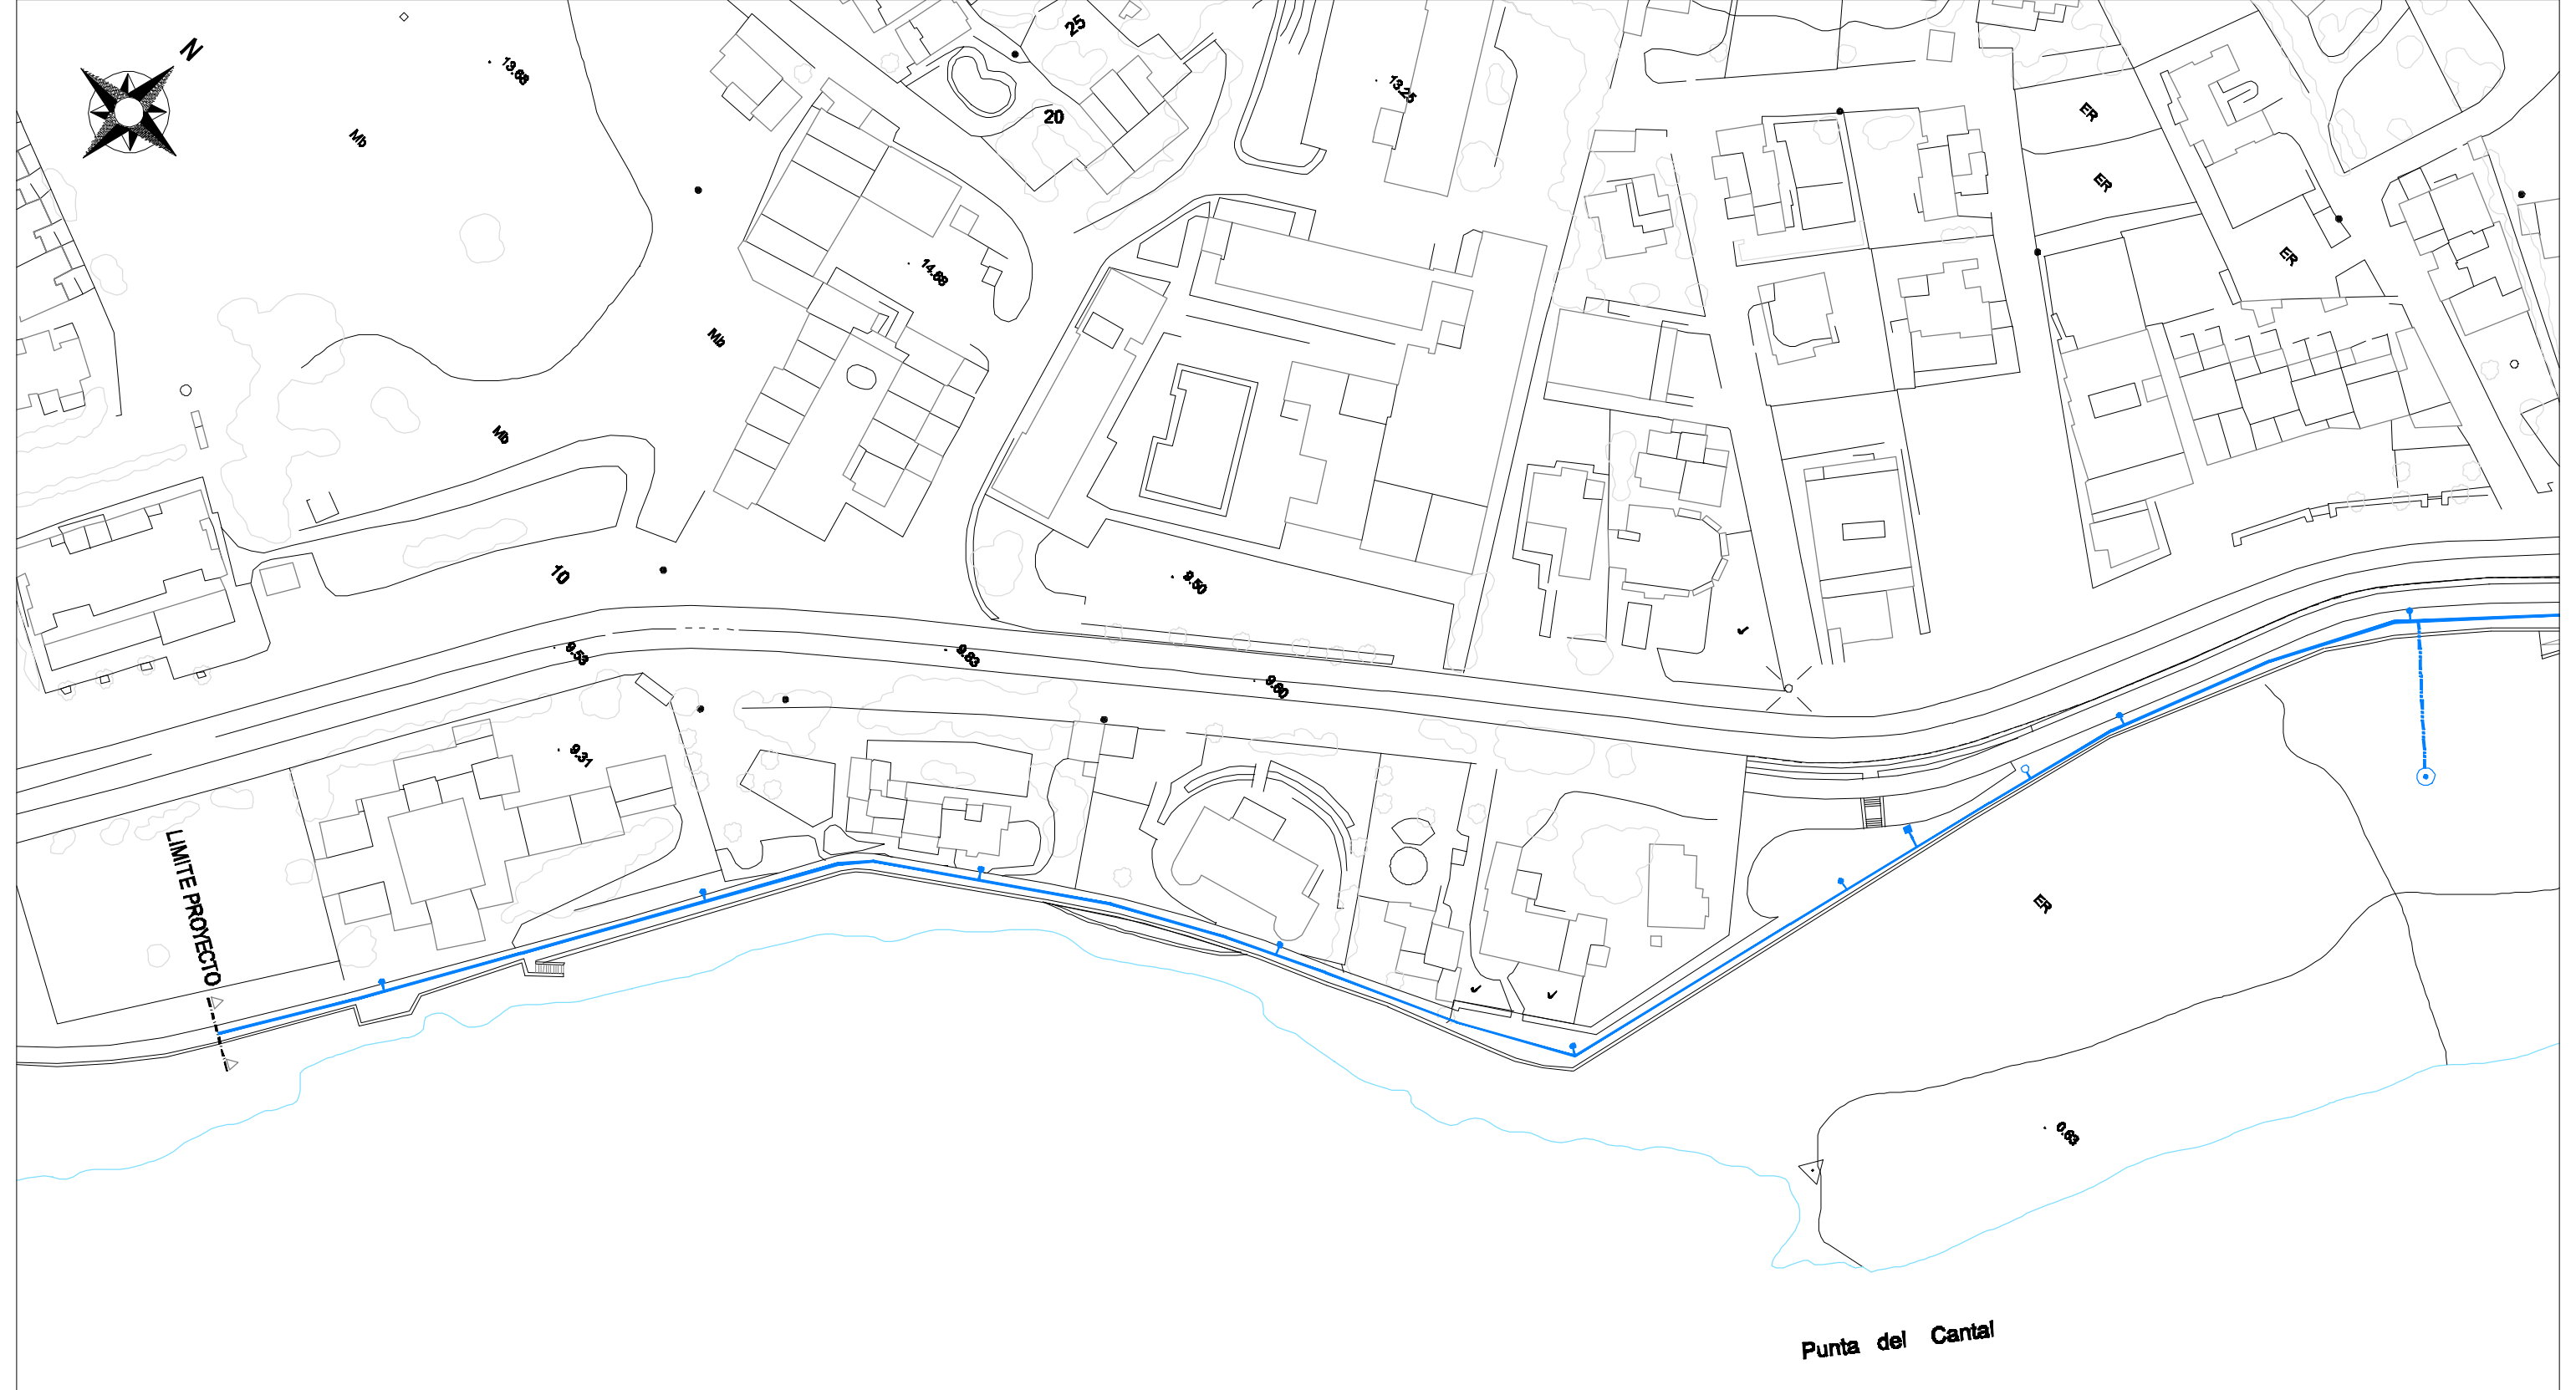 N
25
13.68
13.25
20
Mb
ER
ER
ER
14.68
Mb
Mb
10
9.50
9.53
9.83
9.60
9.31
LIMITE PROYECTO
ER
0.63
Punta del Cantal